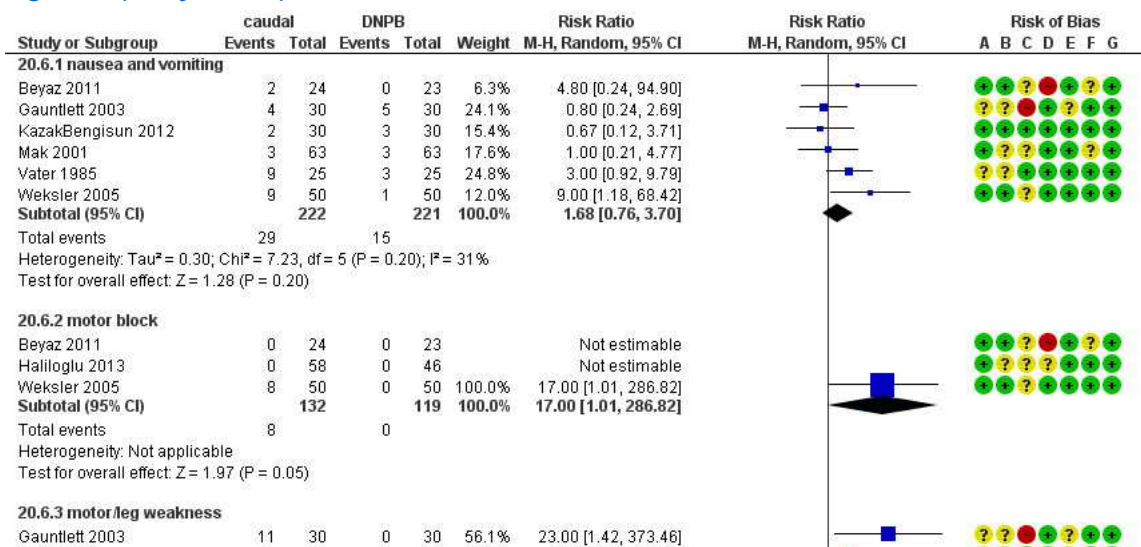 caudal DNPB Risk Ratio Risk Ratio Risk of Bias
Study or Subgroup Events Total Events Total Weight M-H, Random, 95% CI M-H, Random, 95% CI A B C D E F G
20.6.1 nausea and vomiting
Beyaz 2011 2 24 0 23 6.3% 4.80 [0.24, 94.90] + + ? - + ? +
Gauntlett 2003 4 30 5 30 24.1% 0.80 [0.24, 2.69] ? ? - + ? + +
KazakBengisun 2012 2 30 3 30 15.4% 0.67 [0.12, 3.71] + + + + + + +
Mak 2001 3 63 3 63 17.6% 1.00 [0.21, 4.77] + ? ? + + ? +
Vater 1985 9 25 3 25 24.8% 3.00 [0.92, 9.79] ? ? + + + + +
Weksler 2005 9 50 1 50 12.0% 9.00 [1.18, 68.42] + + ? + + + +
Subtotal (95% CI) 222 221 100.0% 1.68 [0.76, 3.70]
Total events 29 15
Heterogeneity: Tau² = 0.30; Chi² = 7.23, df = 5 (P = 0.20); I² = 31%
Test for overall effect: Z = 1.28 (P = 0.20)
20.6.2 motor block
Beyaz 2011 0 24 0 23 Not estimable + + ? - + ? +
Haliloglu 2013 0 58 0 46 Not estimable + ? ? ? + + +
Weksler 2005 8 50 0 50 100.0% 17.00 [1.01, 286.82] + + ? + + + +
Subtotal (95% CI) 132 119 100.0% 17.00 [1.01, 286.82]
Total events 8 0
Heterogeneity: Not applicable
Test for overall effect: Z = 1.97 (P = 0.05)
20.6.3 motor/leg weakness
Gauntlett 2003 11 30 0 30 56.1% 23.00 [1.42, 373.46] ? ? - + ? + +